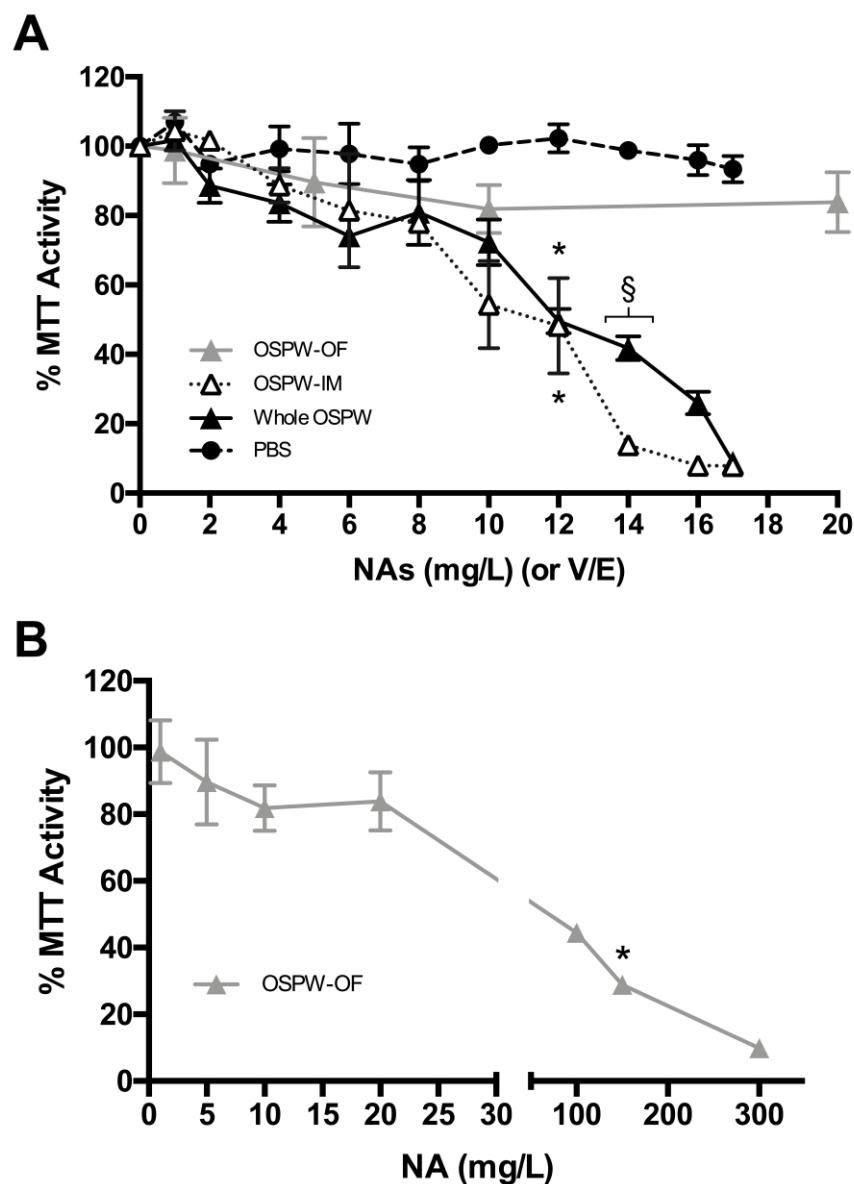 A
120
100
80
60
40
20
0
% MTT Activity
*
§
*
OSPW-OF
OSPW-IM
Whole OSPW
PBS
0 2 4 6 8 10 12 14 16 18 20
NAs (mg/L) (or V/E)
B
120
100
80
60
40
20
0
% MTT Activity
*
OSPW-OF
0 5 10 15 20 25 30 100 200 300
NA (mg/L)